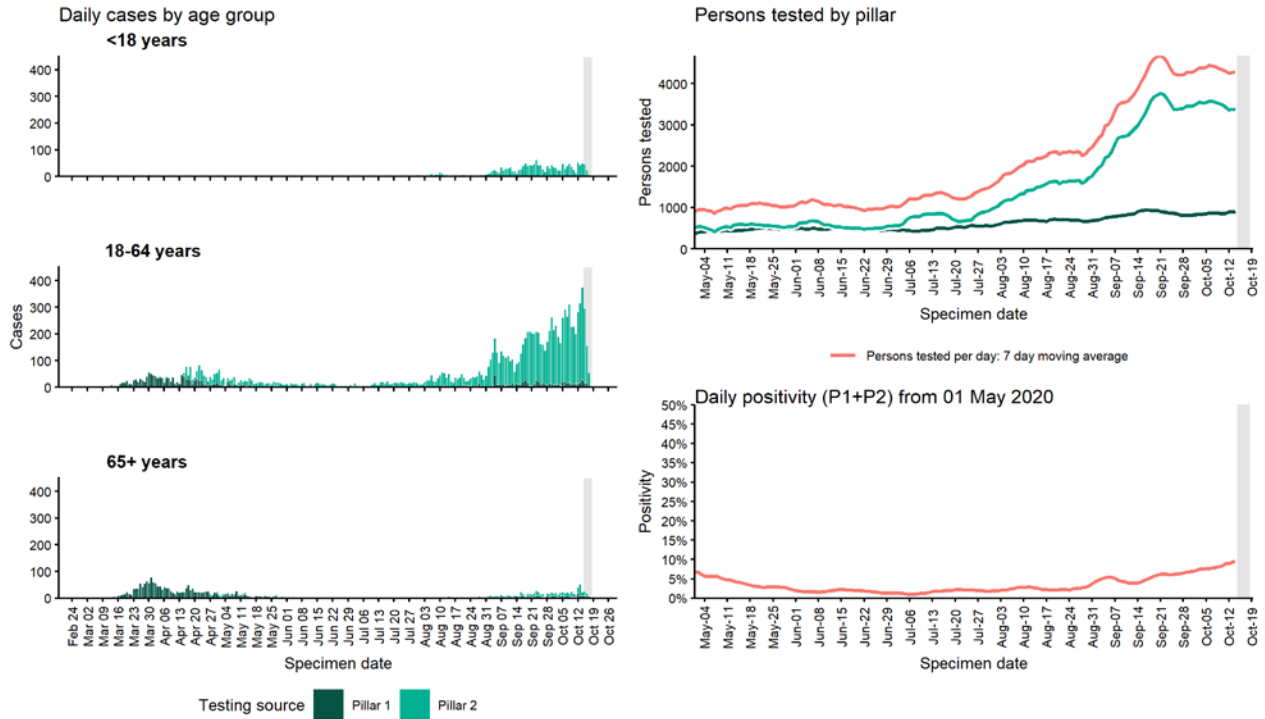 Daily cases by age group
<18 years
400
300
200
100
0
18-64 years
400
300
200
100
0
Cases
65+ years
400
300
200
100
0
Feb 24
Mar 02
Mar 09
Mar 16
Mar 23
Mar 30
Apr 06
Apr 13
Apr 20
Apr 27
May 04
May 11
May 18
May 25
Jun 01
Jun 08
Jun 15
Jun 22
Jun 29
Jul 06
Jul 13
Jul 20
Jul 27
Aug 03
Aug 10
Aug 17
Aug 24
Aug 31
Sep 07
Sep 14
Sep 21
Sep 28
Oct 05
Oct 12
Oct 19
Oct 26
Specimen date
Testing source
Pillar 1
Pillar 2
Persons tested by pillar
Persons tested
4000
3000
2000
1000
0
May-04
May-11
May-18
May-25
Jun-01
Jun-08
Jun-15
Jun-22
Jun-29
Jul-06
Jul-13
Jul-20
Jul-27
Aug-03
Aug-10
Aug-17
Aug-24
Aug-31
Sep-07
Sep-14
Sep-21
Sep-28
Oct-05
Oct-12
Oct-19
Specimen date
Persons tested per day: 7 day moving average
Daily positivity (P1+P2) from 01 May 2020
Positivity
50%
45%
40%
35%
30%
25%
20%
15%
10%
5%
0%
May-04
May-11
May-18
May-25
Jun-01
Jun-08
Jun-15
Jun-22
Jun-29
Jul-06
Jul-13
Jul-20
Jul-27
Aug-03
Aug-10
Aug-17
Aug-24
Aug-31
Sep-07
Sep-14
Sep-21
Sep-28
Oct-05
Oct-12
Oct-19
Specimen date